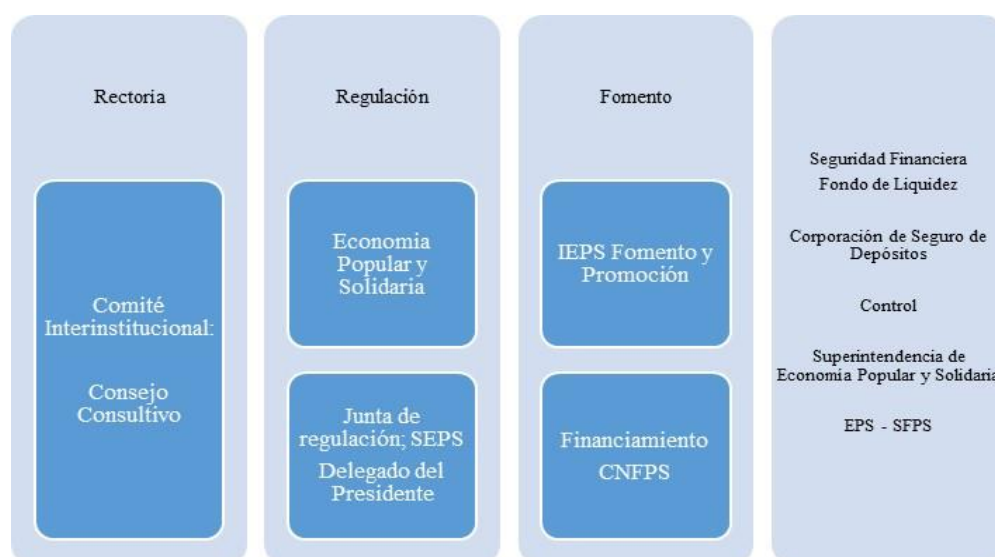 Rectoria
Comité
Interinstitucional:
Consejo
Consultivo
Regulación
Economia
Popular y
Solidaria
Junta de
regulación; SEPS
Delegado del
Presidente
Fomento
IEPS Fomento y
Promoción
Financiamiento
CNFPS
Seguridad Financiera
Fondo de Liquidez
Corporación de Seguro de
Depósitos
Control
Superintendencia de
Economía Popular y Solidaria
EPS - SFPS